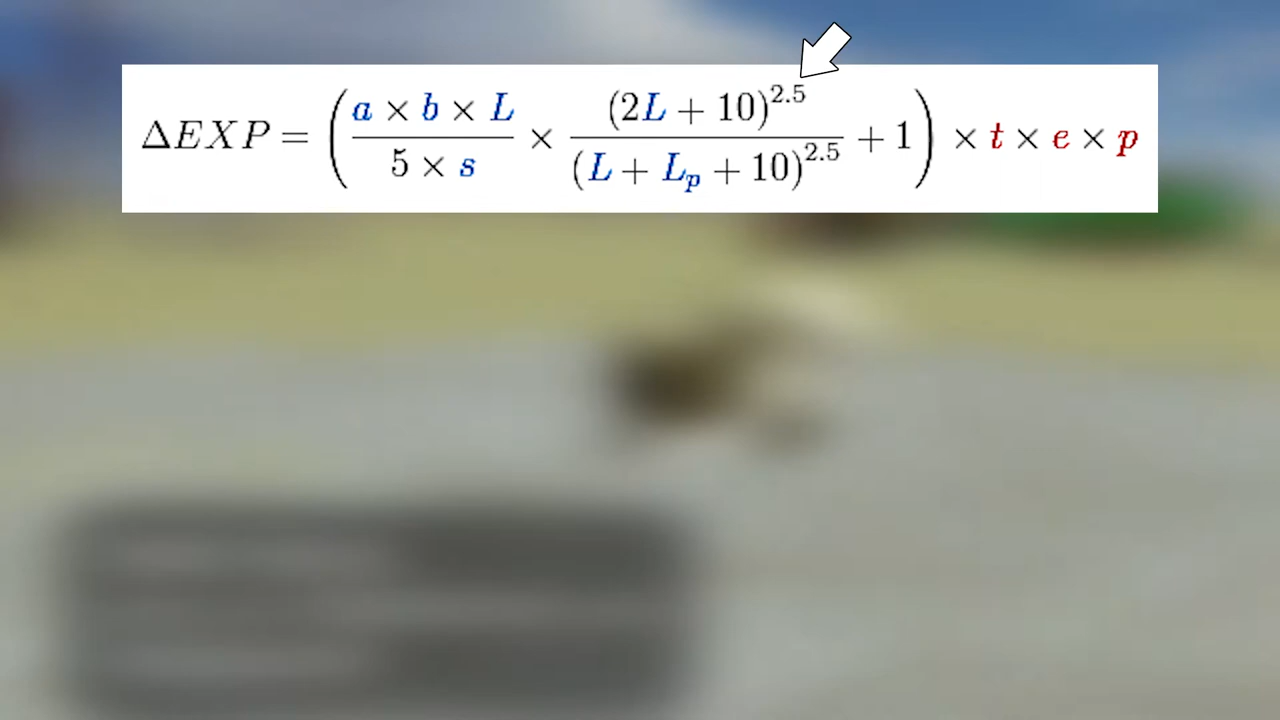 ΔEXP = (a × b × L / 5 × s × (2L + 10)^2.5 / (L + L_p + 10)^2.5 + 1) × t × e × p